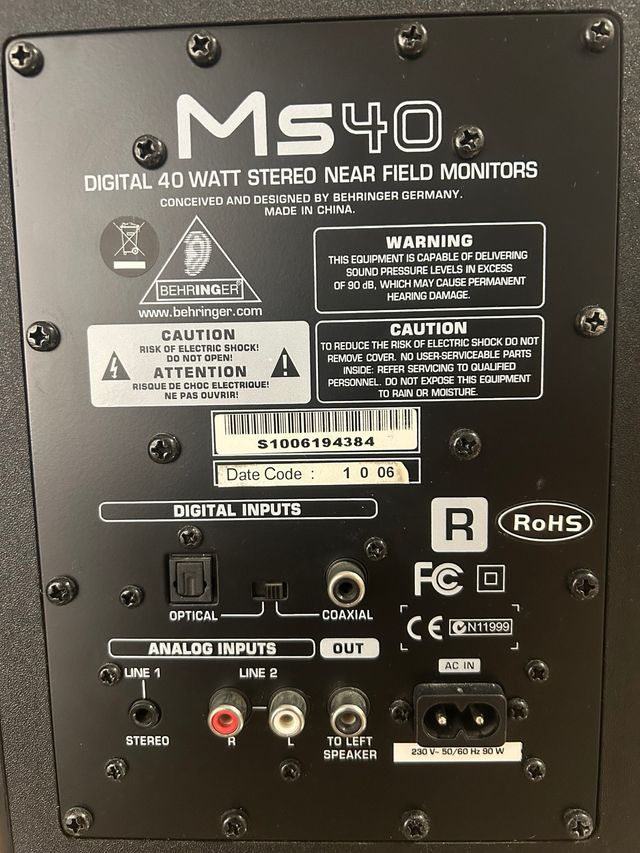 MS40
DIGITAL 40 WATT STEREO NEAR FIELD MONITORS
CONCEIVED AND DESIGNED BY BEHRINGER GERMANY.
MADE IN CHINA.
BEHRINGER
www.behringer.com
WARNING
THIS EQUIPMENT IS CAPABLE OF DELIVERING
SOUND PRESSURE LEVELS IN EXCESS
OF 90 dB, WHICH MAY CAUSE PERMANENT
HEARING DAMAGE.
CAUTION
RISK OF ELECTRIC SHOCK!
DO NOT OPEN!
ATTENTION
RISQUE DE CHOC ELECTRIQUE!
NE PAS OUVRIR!
CAUTION
TO REDUCE THE RISK OF ELECTRIC SHOCK DO NOT
REMOVE COVER. NO USER-SERVICEABLE PARTS
INSIDE: REFER SERVICING TO QUALIFIED
PERSONNEL. DO NOT EXPOSE THIS EQUIPMENT
TO RAIN OR MOISTURE.
S1006194384
Date Code : 1 0 06
DIGITAL INPUTS
R
RoHS
OPTICAL
COAXIAL
FC
CE
N11999
ANALOG INPUTS
OUT
LINE 1
LINE 2
AC IN
STEREO
R
L
TO LEFT
SPEAKER
230 V~ 50/60 Hz 90 W